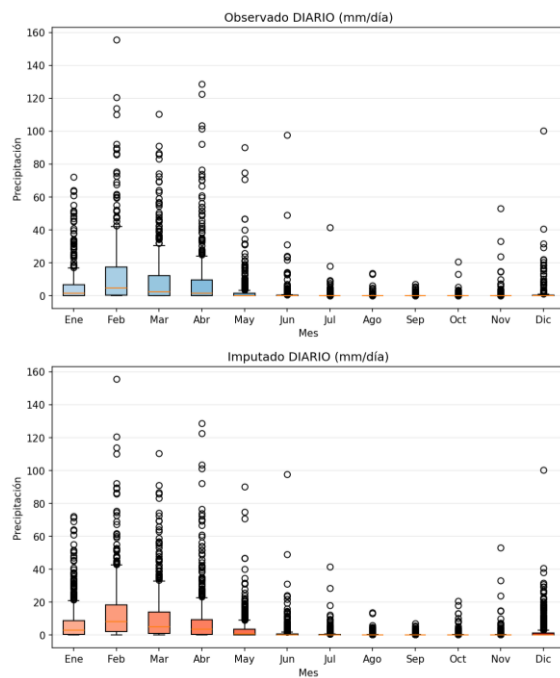 Observado DIARIO (mm/día)
160
140
120
100
80
60
40
20
0
Precipitación
Ene Feb Mar Abr May Jun Jul Ago Sep Oct Nov Dic
Mes
Imputado DIARIO (mm/día)
160
140
120
100
80
60
40
20
0
Precipitación
Ene Feb Mar Abr May Jun Jul Ago Sep Oct Nov Dic
Mes